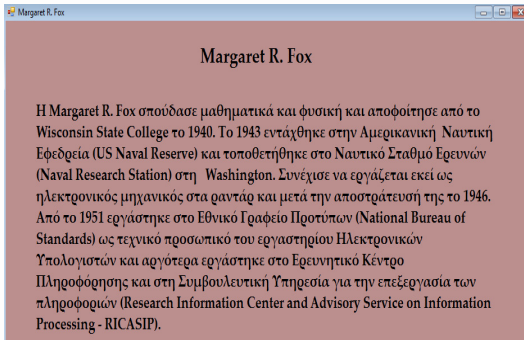 Margaret R. Fox
Margaret R. Fox
Η Margaret R. Fox σπούδασε μαθηματικά και φυσική και αποφοίτησε από το
Wisconsin State College το 1940. Το 1943 εντάχθηκε στην Αμερικανική Ναυτική
Εφεδρεία (US Naval Reserve) και τοποθετήθηκε στο Ναυτικό Σταθμό Ερευνών
(Naval Research Station) στη Washington. Συνέχισε να εργάζεται εκεί ως
ηλεκτρονικός μηχανικός στα ραντάρ και μετά την αποστράτευσή της το 1946.
Από το 1951 εργάστηκε στο Εθνικό Γραφείο Προτύπων (National Bureau of
Standards) ως τεχνικό προσωπικό του εργαστηρίου Ηλεκτρονικών
Υπολογιστών και αργότερα εργάστηκε στο Ερευνητικό Κέντρο
Πληροφόρησης και στη Συμβουλευτική Υπηρεσία για την επεξεργασία των
πληροφοριών (Research Information Center and Advisory Service on Information
Processing - RICASIP).